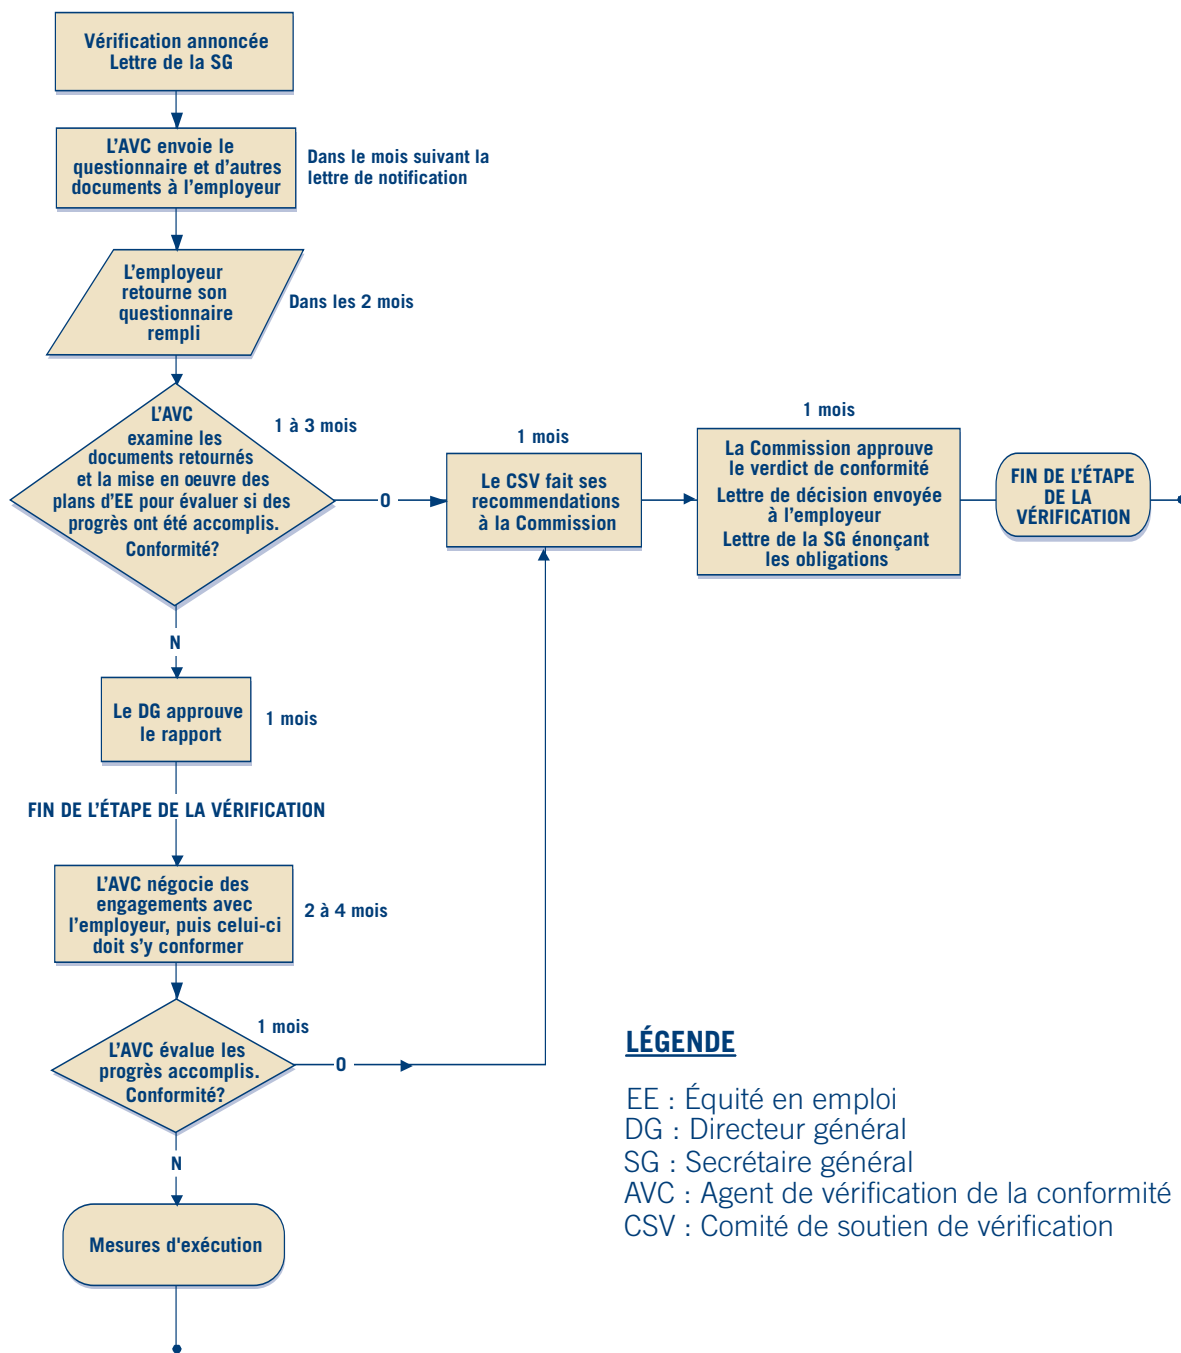 Vérification annoncée
Lettre de la SG
L'AVC envoie le
questionnaire et d'autres
documents à l'employeur
Dans le mois suivant la
lettre de notification
L'employeur
retourne son
questionnaire
rempli
Dans les 2 mois
L'AVC
examine les
documents retournés
et la mise en oeuvre des
plans d'EE pour évaluer si des
progrès ont été accomplis.
Conformité?
1 à 3 mois
O
1 mois
Le CSV fait ses
recommendations
à la Commission
1 mois
La Commission approuve
le verdict de conformité
Lettre de décision envoyée
à l'employeur
Lettre de la SG énonçant
les obligations
FIN DE L'ÉTAPE
DE LA
VÉRIFICATION
N
Le DG approuve
le rapport
1 mois
FIN DE L'ÉTAPE DE LA VÉRIFICATION
L'AVC négocie des
engagements avec
l'employeur, puis celui-ci
doit s'y conformer
2 à 4 mois
L'AVC évalue les
progrès accomplis.
Conformité?
1 mois
O
N
Mesures d'exécution
LÉGENDE
EE : Équité en emploi
DG : Directeur général
SG : Secrétaire général
AVC : Agent de vérification de la conformité
CSV : Comité de soutien de vérification